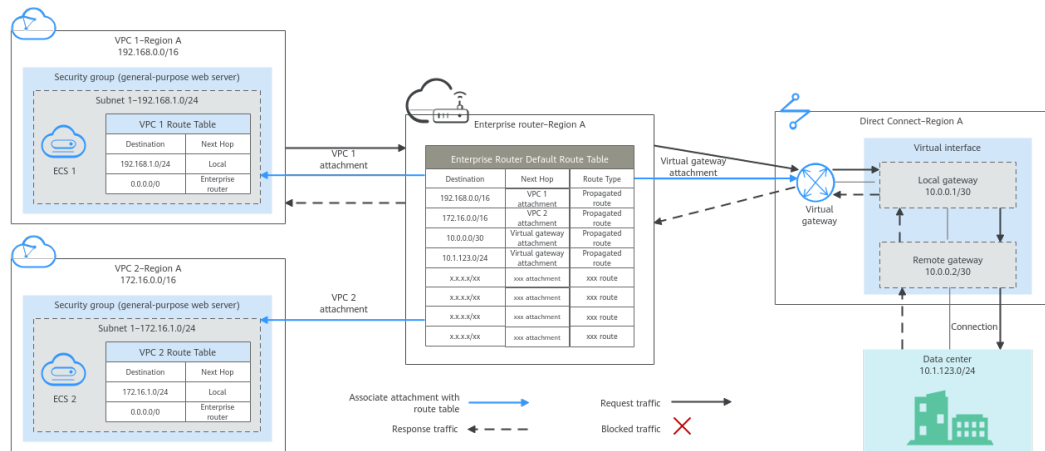 VPC 1–Region A
192.168.0.0/16
Security group (general-purpose web server)
Subnet 1–192.168.1.0/24
ECS 1
VPC 1 Route Table
Destination
Next Hop
192.168.1.0/24
Local
0.0.0.0/0
Enterprise
router
VPC 2–Region A
172.16.0.0/16
Security group (general-purpose web server)
Subnet 1–172.16.1.0/24
ECS 2
VPC 2 Route Table
Destination
Next Hop
172.16.1.0/24
Local
0.0.0.0/0
Enterprise
router
VPC 1
attachment
VPC 2
attachment
Enterprise router–Region A
Enterprise Router Default Route Table
Destination
Next Hop
Route Type
192.168.0.0/16
VPC 1
attachment
Propagated
route
172.16.0.0/16
VPC 2
attachment
Propagated
route
10.0.0.0/30
Virtual gateway
attachment
Propagated
route
10.1.123.0/24
Virtual gateway
attachment
Propagated
route
x.x.x.x/xx
xxx attachment
xxx route
x.x.x.x/xx
xxx attachment
xxx route
x.x.x.x/xx
xxx attachment
xxx route
x.x.x.x/xx
xxx attachment
xxx route
Virtual gateway
attachment
Virtual
gateway
Direct Connect–Region A
Virtual interface
Local gateway
10.0.0.1/30
Remote gateway
10.0.0.2/30
Connection
Data center
10.1.123.0/24
Associate attachment with
route table
Request traffic
Response traffic
Blocked traffic